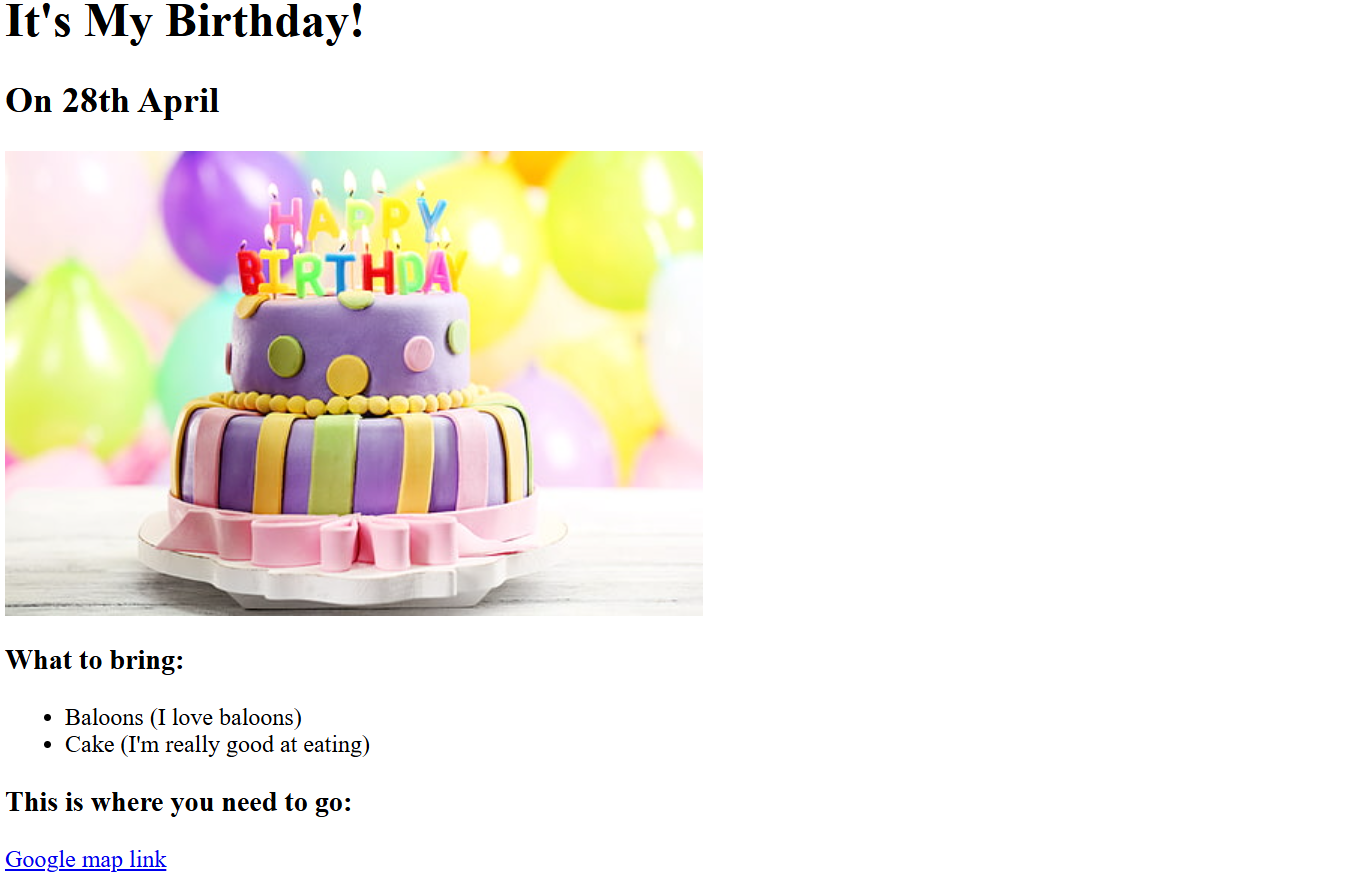 It's My Birthday!
On 28th April
HAPPY
BIRTHDAY
What to bring:
Baloons (I love baloons)
Cake (I'm really good at eating)
This is where you need to go:
Google map link